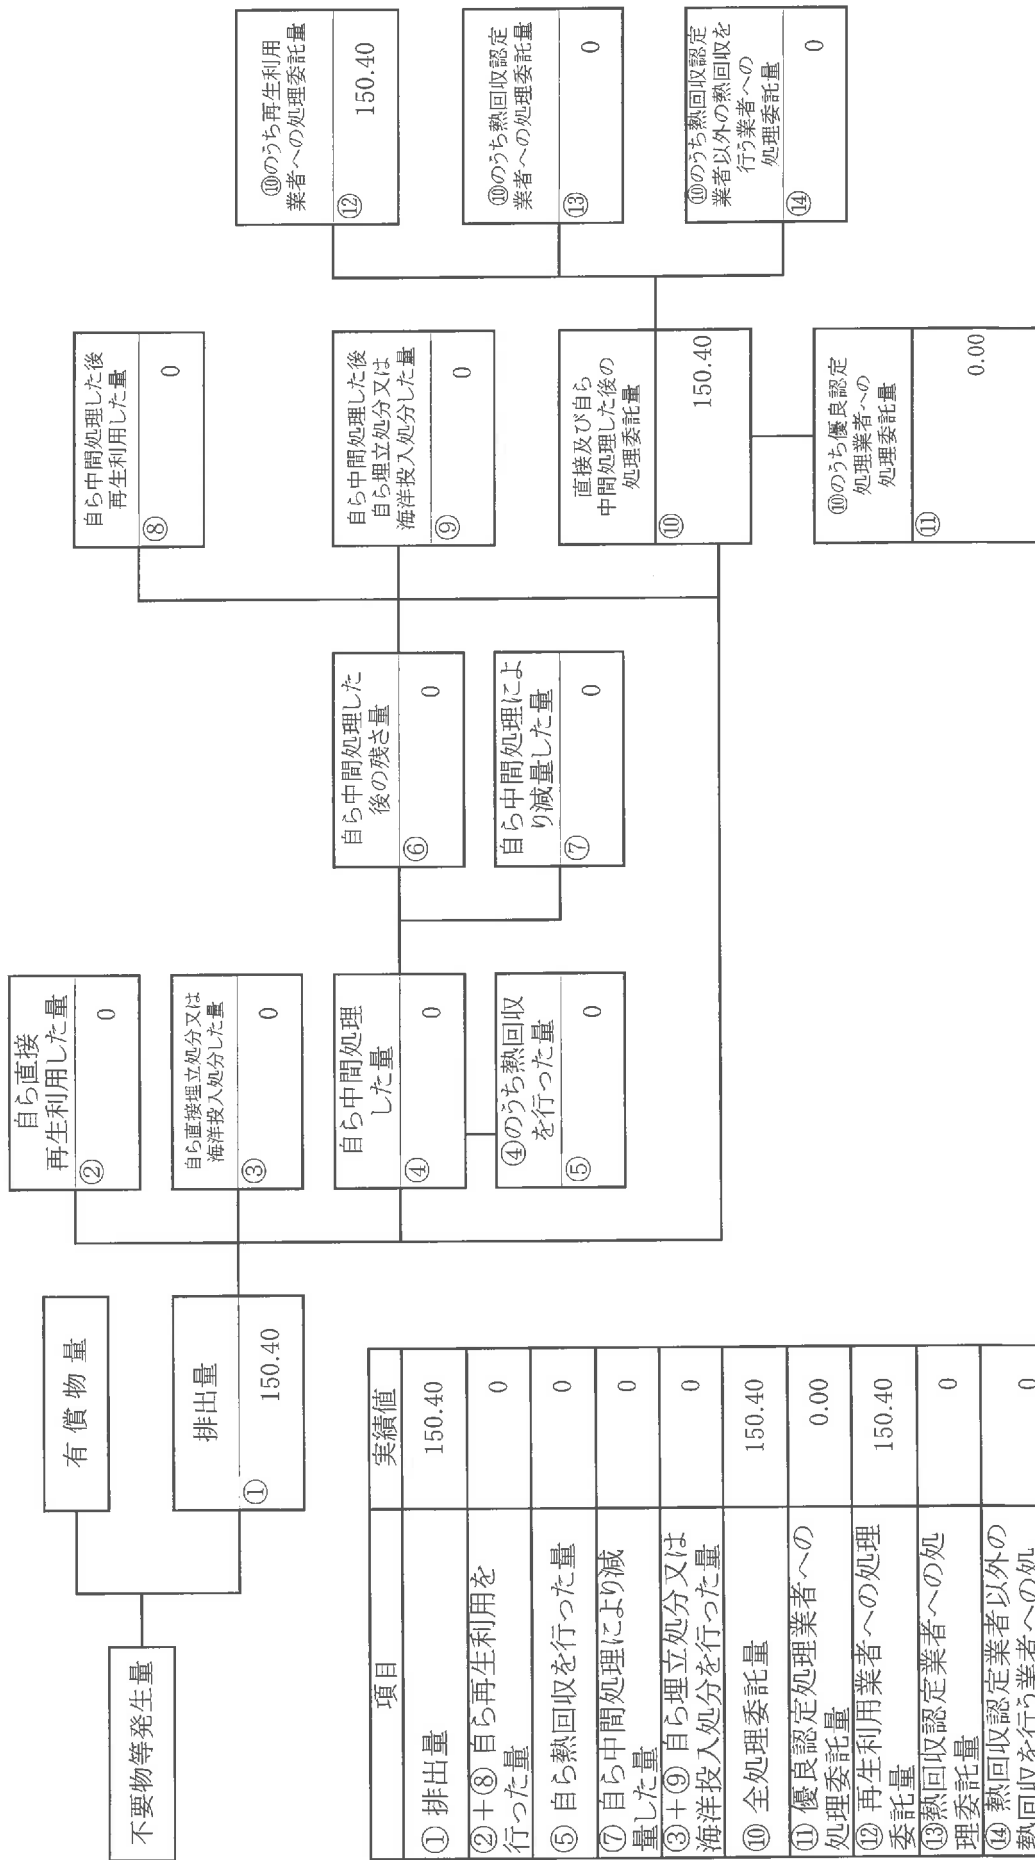 不要物等発生量
有償物量
排出量
①
150.40
自ら直接
再生利用した量
②
0
自ら直接埋立処分又は
海洋投入処分した量
③
0
自ら中間処理
した量
④
0
④のうち熱回収
を行った量
⑤
0
自ら中間処理した
後の残さ量
⑥
0
自ら中間処理によ
り減量した量
⑦
0
自ら中間処理した後
再生利用した量
⑧
0
自ら中間処理した後
自ら埋立処分又は
海洋投入処分した量
⑨
0
直接及び自ら
中間処理した後の
処理委託量
⑩
150.40
⑩のうち優良認定
処理業者への
処理委託量
⑪
0.00
⑩のうち再生利用
業者への処理委託量
⑫
150.40
⑩のうち熱回収認定
業者への処理委託量
⑬
0
⑩のうち熱回収認定
業者以外の熱回収を
行う業者への
処理委託量
⑭
0
項目 実績値
① 排出量 150.40
②+⑧ 自ら再生利用を
行った量 0
⑤ 自ら熱回収を行った量 0
⑦ 自ら中間処理により減
量した量 0
③+⑨ 自ら埋立処分又は
海洋投入処分を行った量 0
⑩ 全処理委託量 150.40
⑪ 優良認定処理業者への
処理委託量 0.00
⑫ 再生利用業者への処理
委託量 150.40
⑬熱回収認定業者への処
理委託量 0
⑭ 熱回収認定業者以外の
熱回収を行う業者への処 0